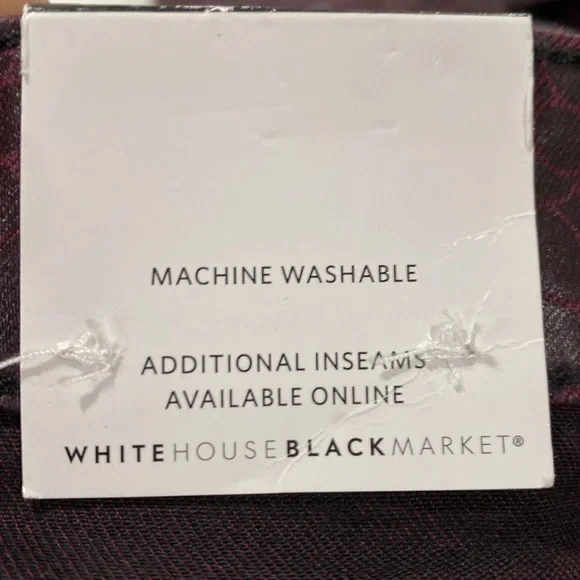 MACHINE WASHABLE
ADDITIONAL INSEAMS
AVAILABLE ONLINE
WHITEHOUSEBLACKMARKET®